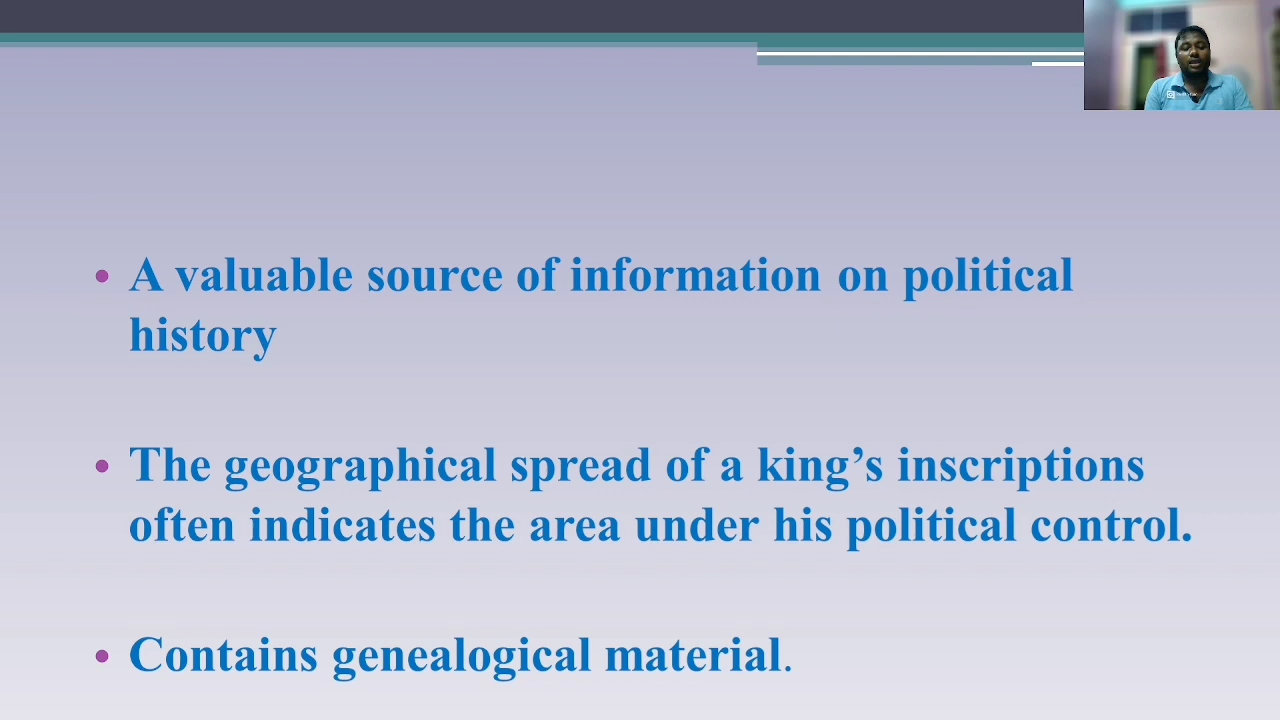 • A valuable source of information on political
history
• The geographical spread of a king’s inscriptions
often indicates the area under his political control.
• Contains genealogical material.